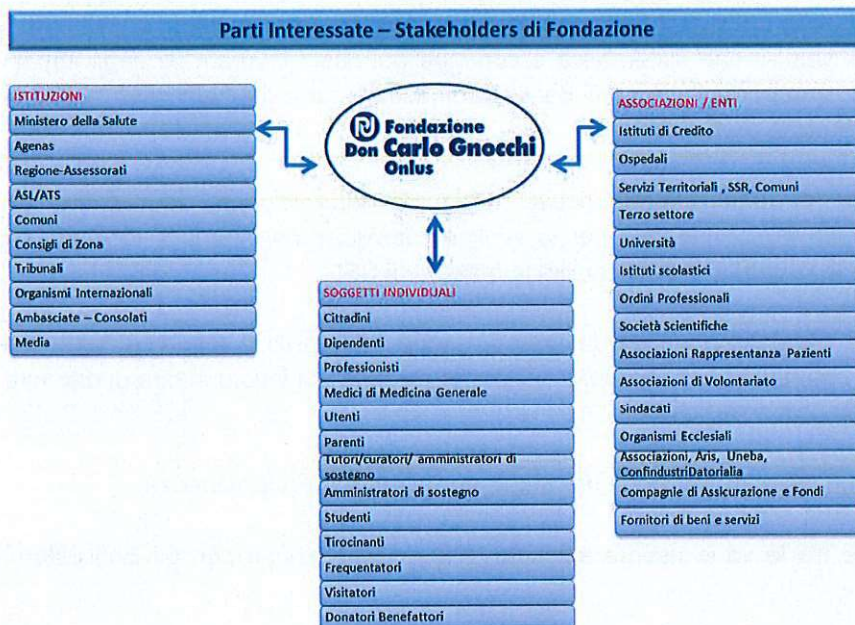 Parti Interessate – Stakeholders di Fondazione
ISTITUZIONI
Ministero della Salute
Agenas
Regione-Assessorati
ASL/ATS
Comuni
Consigli di Zona
Tribunali
Organismi Internazionali
Ambasciate – Consolati
Media
Fondazione
Don Carlo Gnocchi
Onlus
SOGGETTI INDIVIDUALI
Cittadini
Dipendenti
Professionisti
Medici di Medicina Generale
Utenti
Parenti
Tutori/curatori/ amministratori di
sostegno
Amministratori di sostegno
Studenti
Tirocinanti
Frequentatori
Visitatori
Donatori Benefattori
ASSOCIAZIONI / ENTI
Istituti di Credito
Ospedali
Servizi Territoriali , SSR, Comuni
Terzo settore
Università
Istituti scolastici
Ordini Professionali
Società Scientifiche
Associazioni Rappresentanza Pazienti
Associazioni di Volontariato
Sindacati
Organismi Ecclesiali
Associazioni, Aris, Uneba,
ConfindustriDatorialia
Compagnie di Assicurazione e Fondi
Fornitori di beni e servizi